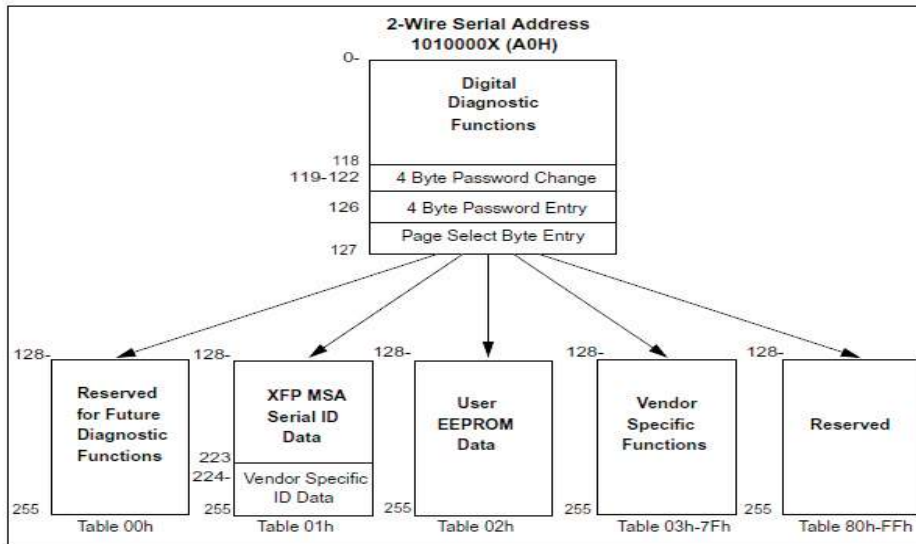 2-Wire Serial Address
1010000X (A0H)
0-
Digital
Diagnostic
Functions
118
119-122
4 Byte Password Change
126
4 Byte Password Entry
Page Select Byte Entry
127
128-
128-
128-
128-
128-
Reserved
for Future
Diagnostic
Functions
255
Table 00h
XFP MSA
Serial ID
Data
223
224-
Vendor Specific
ID Data
255
Table 01h
User
EEPROM
Data
255
Table 02h
Vendor
Specific
Functions
255
Table 03h-7Fh
Reserved
255
Table 80h-FFh